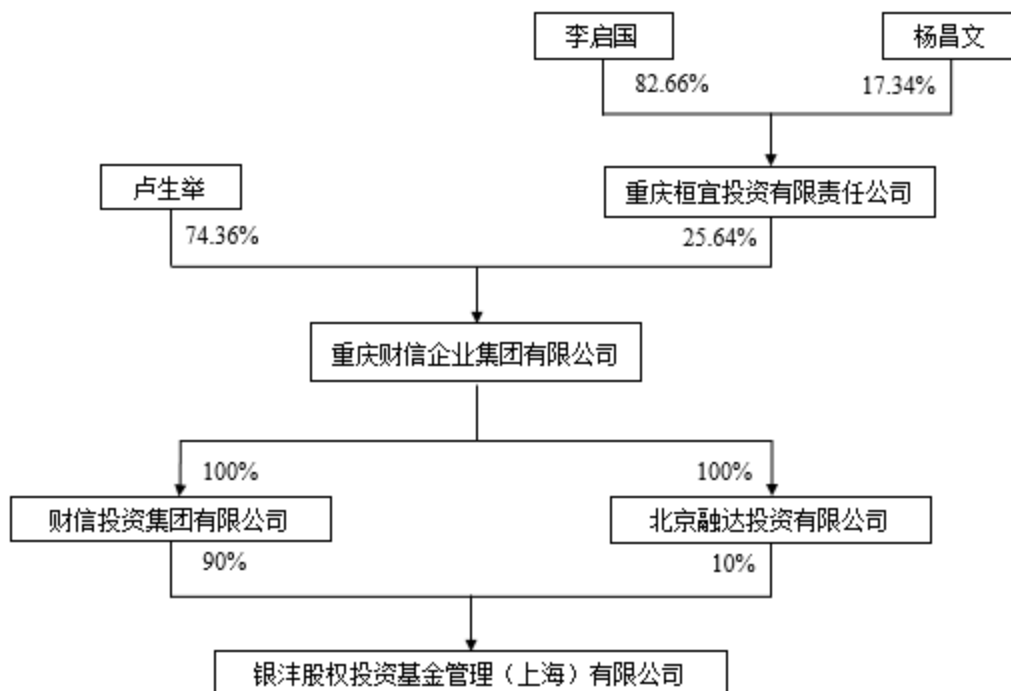 李启国
杨昌文
82.66%
17.34%
卢生举
重庆桓宜投资有限责任公司
74.36%
25.64%
重庆财信企业集团有限公司
100%
100%
财信投资集团有限公司
北京融达投资有限公司
90%
10%
银沣股权投资基金管理（上海）有限公司